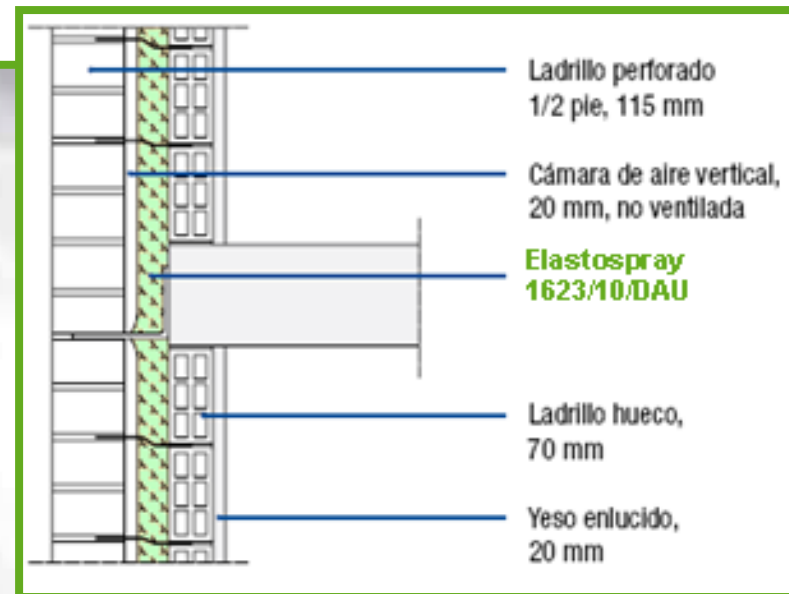 Ladrillo perforado
1/2 pie, 115 mm
Cámara de aire vertical,
20 mm, no ventilada
Elastospray
1623/10/DAU
Ladrillo hueco,
70 mm
Yeso enlucido,
20 mm